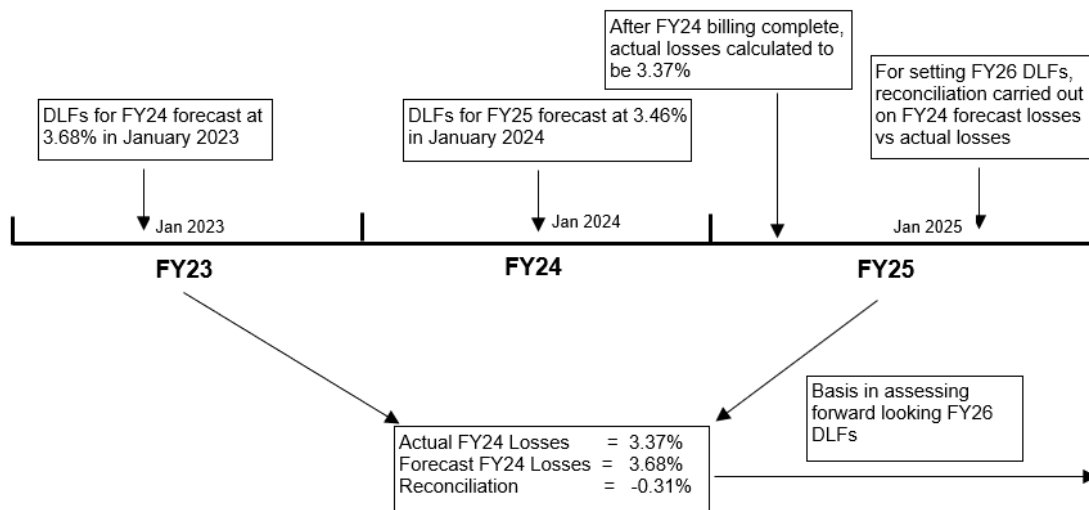 After FY24 billing complete,
actual losses calculated to
be 3.37%
For setting FY26 DLFs,
reconciliation carried out
on FY24 forecast losses
vs actual losses
DLFs for FY24 forecast at
3.68% in January 2023
DLFs for FY25 forecast at 3.46%
in January 2024
Jan 2023
Jan 2024
Jan 2025
FY23
FY24
FY25
Basis in assessing
forward looking FY26
DLFs
Actual FY24 Losses = 3.37%
Forecast FY24 Losses = 3.68%
Reconciliation = -0.31%